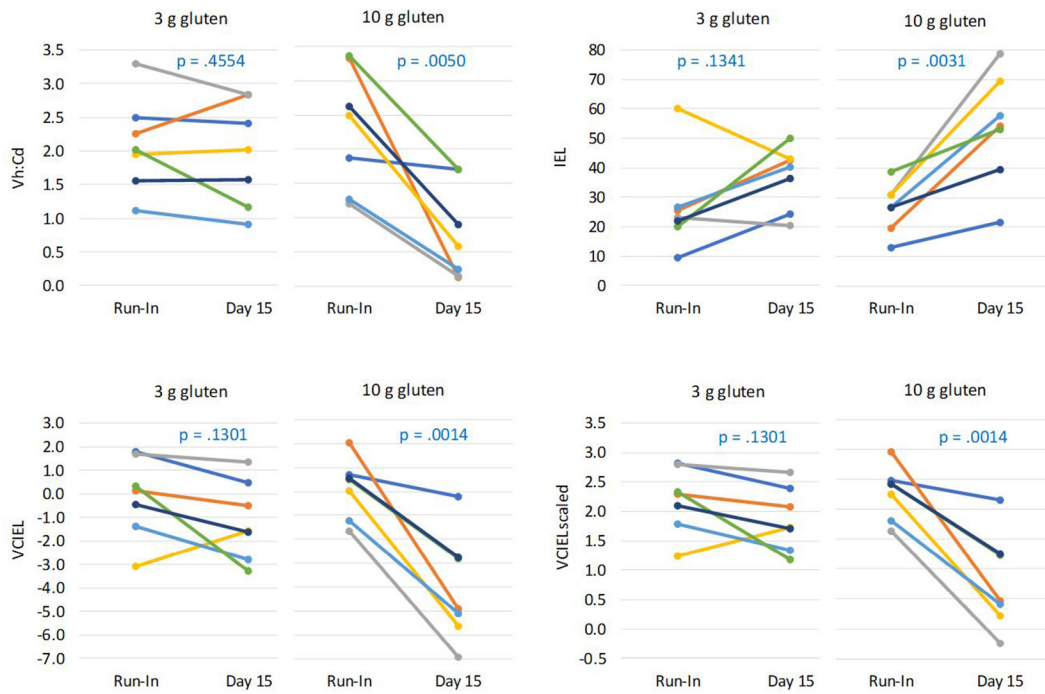 3 g gluten
10 g gluten
p = .4554
p = .0050
Vh:Cd
3.5
3.0
2.5
2.0
1.5
1.0
0.5
0.0
Run-In
Day 15
Run-In
Day 15
3 g gluten
10 g gluten
p = .1341
p = .0031
IEL
80
70
60
50
40
30
20
10
0
Run-In
Day 15
Run-In
Day 15
3 g gluten
10 g gluten
p = .1301
p = .0014
VCIEL
3.0
2.0
1.0
0.0
-1.0
-2.0
-3.0
-4.0
-5.0
-6.0
-7.0
Run-In
Day 15
Run-In
Day 15
3 g gluten
10 g gluten
p = .1301
p = .0014
VCIELscaled
3.5
3.0
2.5
2.0
1.5
1.0
0.5
0.0
-0.5
Run-In
Day 15
Run-In
Day 15